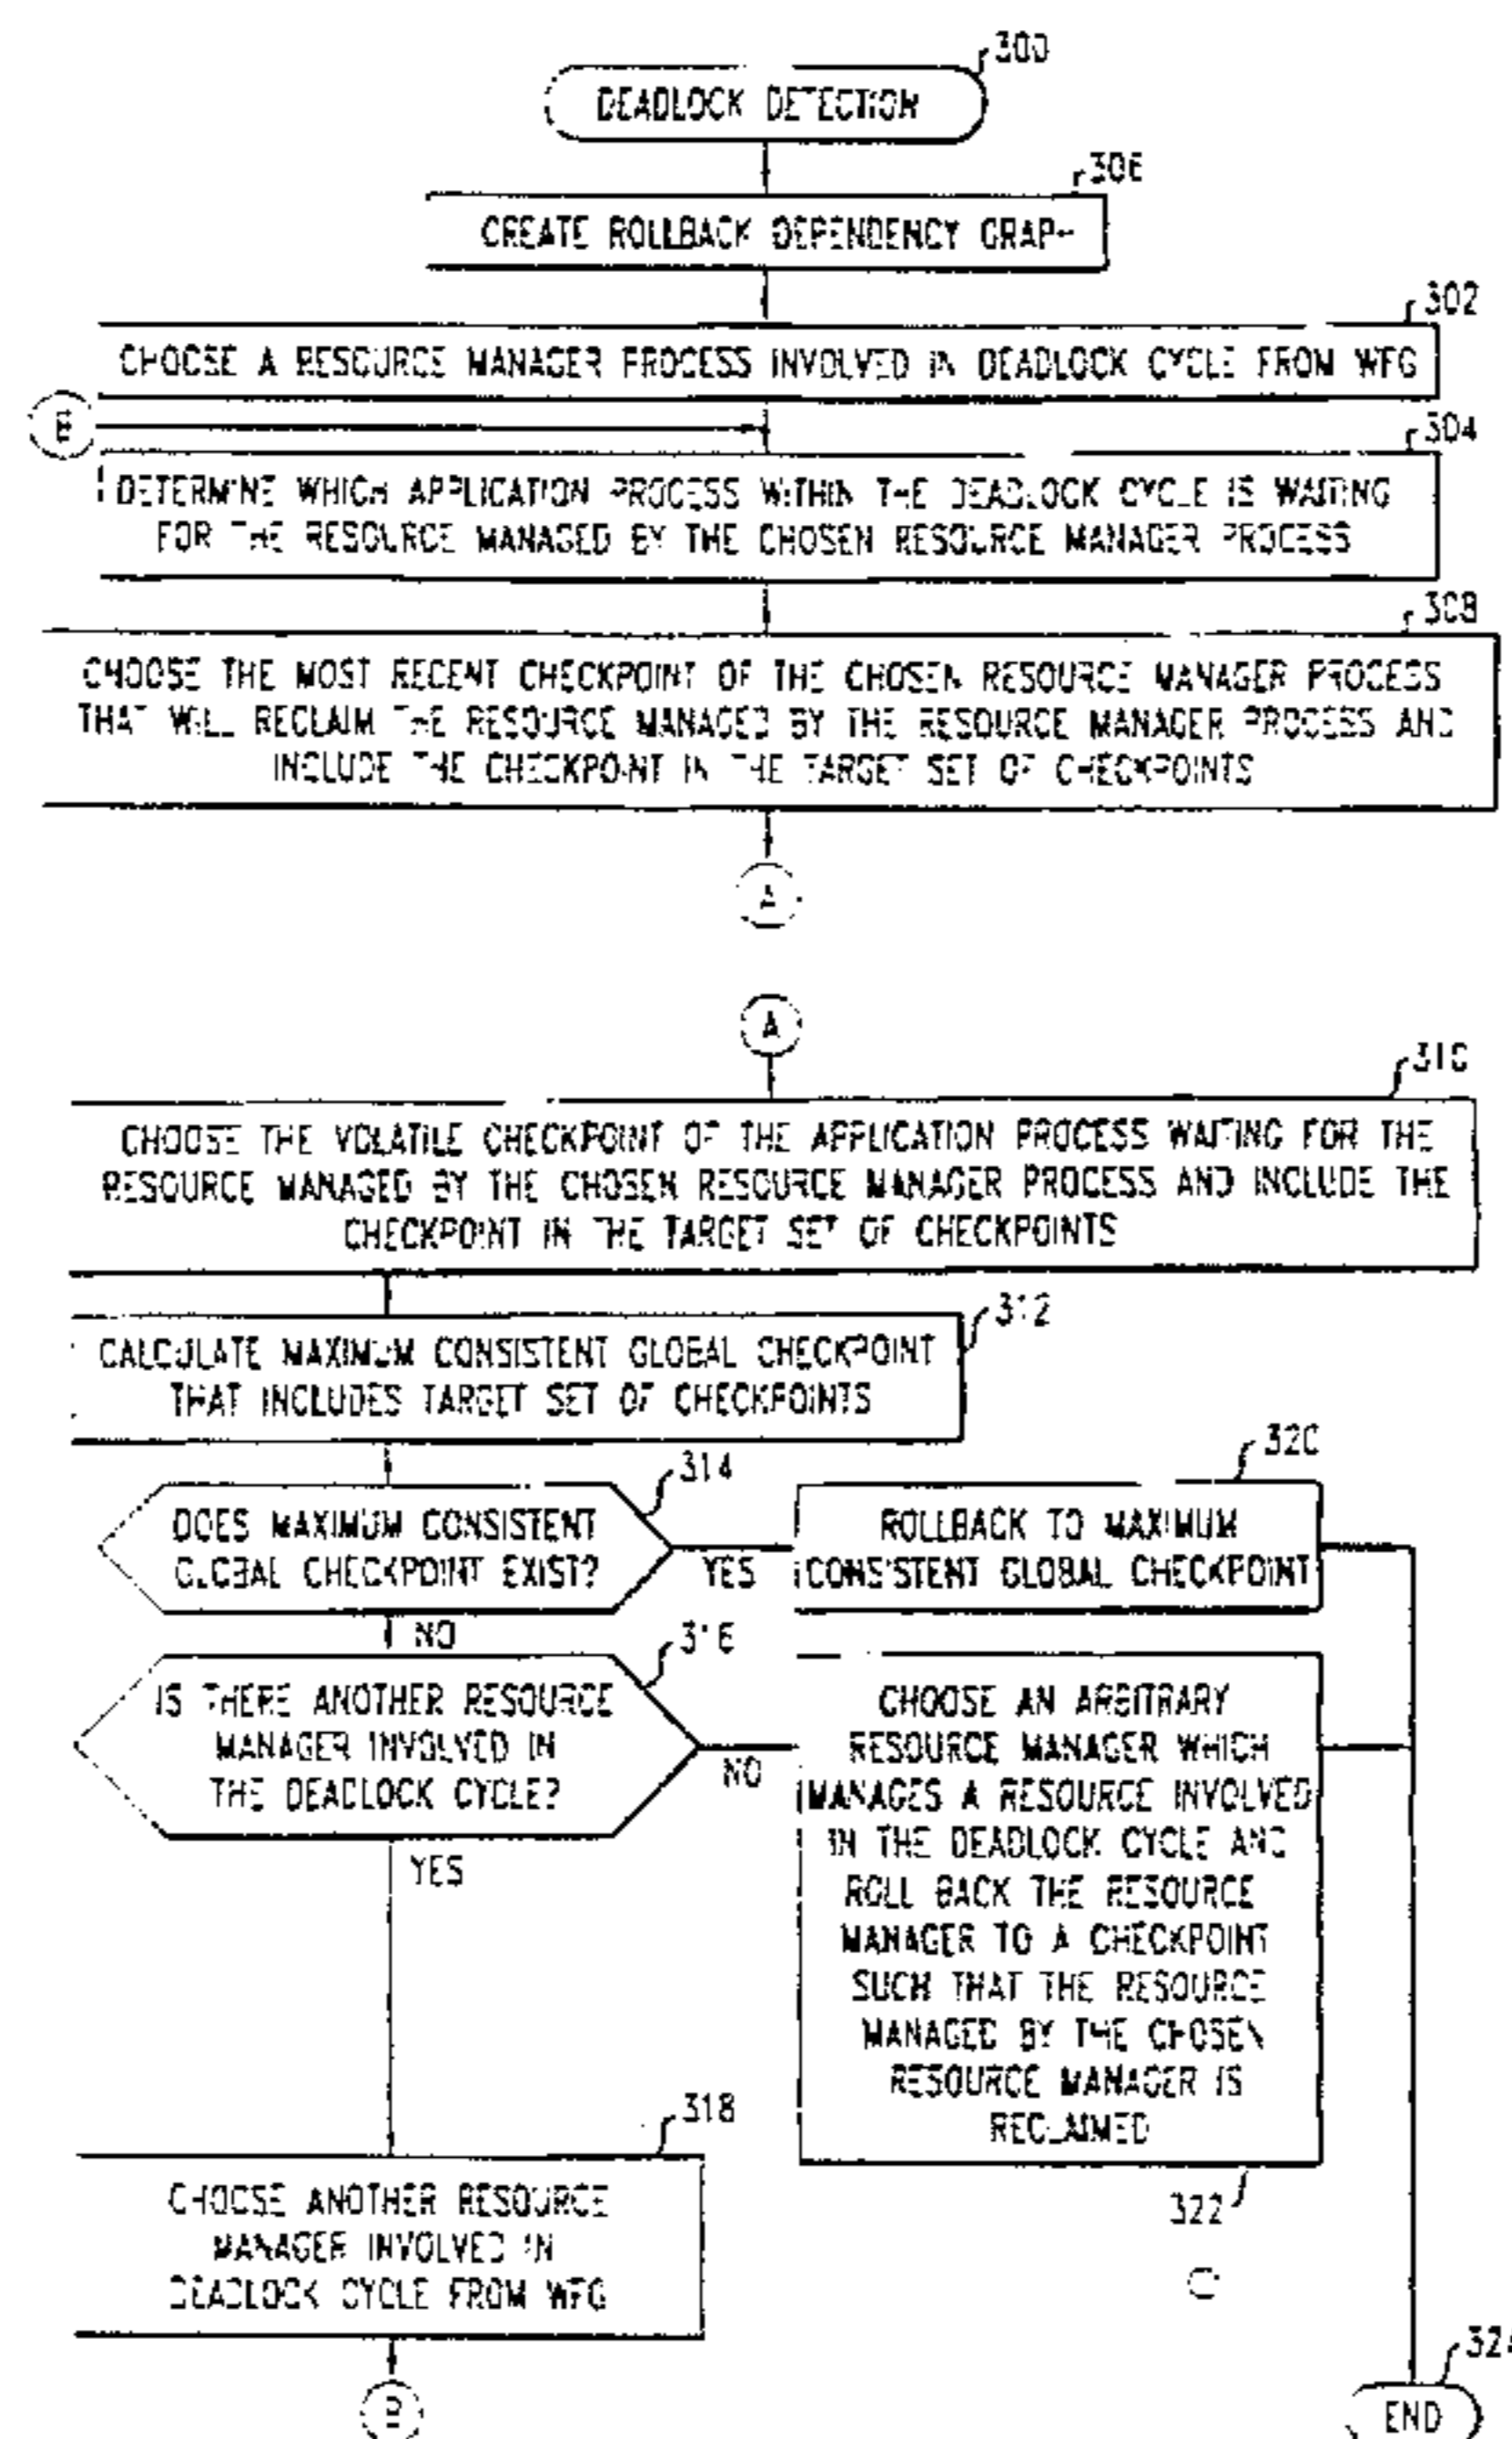 300
DEADLOCK DETECTION
306
CREATE ROLLBACK DEPENDENCY GRAPH
302
CHOOSE A RESOURCE MANAGER PROCESS INVOLVED IN DEADLOCK CYCLE FROM WFG
B
304
DETERMINE WHICH APPLICATION PROCESS WITHIN THE DEADLOCK CYCLE IS WAITING
FOR THE RESOURCE MANAGED BY THE CHOSEN RESOURCE MANAGER PROCESS
308
CHOOSE THE MOST RECENT CHECKPOINT OF THE CHOSEN RESOURCE MANAGER PROCESS
THAT WILL RECLAIM THE RESOURCE MANAGED BY THE RESOURCE MANAGER PROCESS AND
INCLUDE THE CHECKPOINT IN THE TARGET SET OF CHECKPOINTS
A
A
310
CHOOSE THE VOLATILE CHECKPOINT OF THE APPLICATION PROCESS WAITING FOR THE
RESOURCE MANAGED BY THE CHOSEN RESOURCE MANAGER PROCESS AND INCLUDE THE
CHECKPOINT IN THE TARGET SET OF CHECKPOINTS
312
CALCULATE MAXIMUM CONSISTENT GLOBAL CHECKPOINT
THAT INCLUDES TARGET SET OF CHECKPOINTS
314
DOES MAXIMUM CONSISTENT
GLOBAL CHECKPOINT EXIST?
YES
320
ROLLBACK TO MAXIMUM
CONSISTENT GLOBAL CHECKPOINT
NO
316
IS THERE ANOTHER RESOURCE
MANAGER INVOLVED IN
THE DEADLOCK CYCLE?
NO
CHOOSE AN ARBITRARY
RESOURCE MANAGER WHICH
MANAGES A RESOURCE INVOLVED
IN THE DEADLOCK CYCLE AND
ROLL BACK THE RESOURCE
MANAGER TO A CHECKPOINT
SUCH THAT THE RESOURCE
MANAGED BY THE CHOSEN
RESOURCE MANAGER IS
RECLAIMED
322
YES
318
CHOOSE ANOTHER RESOURCE
MANAGER INVOLVED IN
DEADLOCK CYCLE FROM WFG
B
324
END